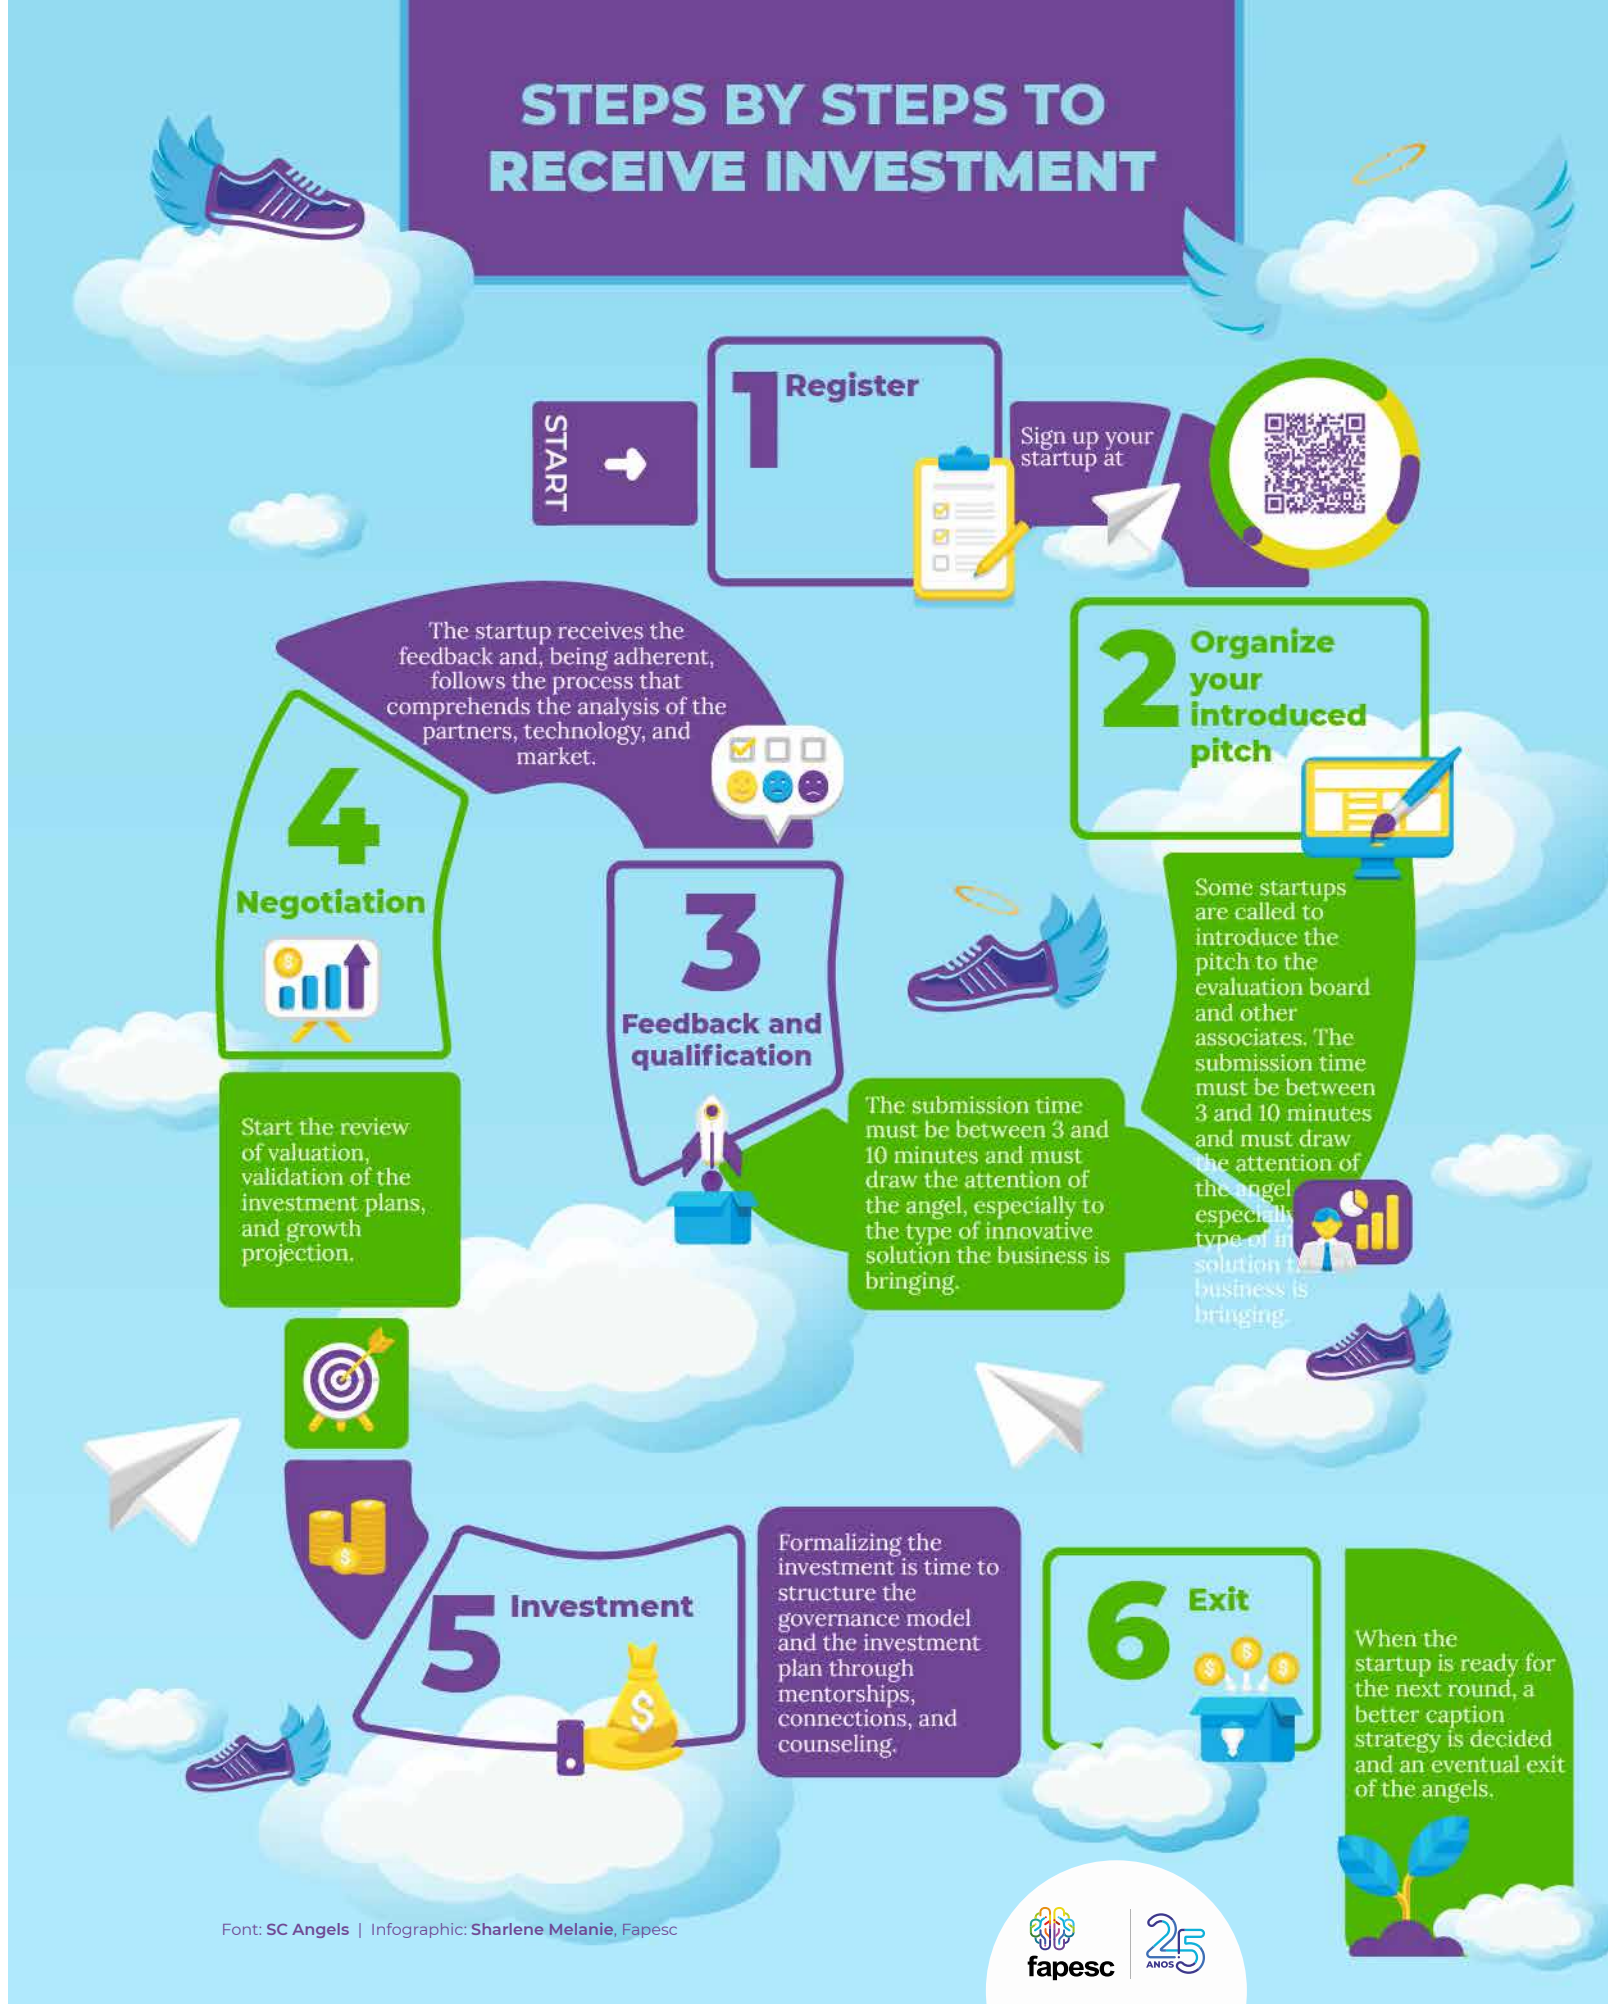 STEPS BY STEPS TO
RECEIVE INVESTMENT
START
1
Register
Sign up your
startup at
2
Organize
your
introduced
pitch
Some startups
are called to
introduce the
pitch to the
evaluation board
and other
associates. The
submission time
must be between
3 and 10 minutes
and must draw
the attention of
the angel
especially
type of in
solution t
business is
bringing.
The submission time
must be between 3 and
10 minutes and must
draw the attention of
the angel, especially to
the type of innovative
solution the business is
bringing.
3
Feedback and
qualification
The startup receives the
feedback and, being adherent,
follows the process that
comprehends the analysis of the
partners, technology, and
market.
4
Negotiation
Start the review
of valuation,
validation of the
investment plans,
and growth
projection.
5
Investment
Formalizing the
investment is time to
structure the
governance model
and the investment
plan through
mentorships,
connections, and
counseling.
6
Exit
When the
startup is ready for
the next round, a
better caption
strategy is decided
and an eventual exit
of the angels.
Font: SC Angels | Infographic: Sharlene Melanie, Fapesc
fapesc
25
ANOS